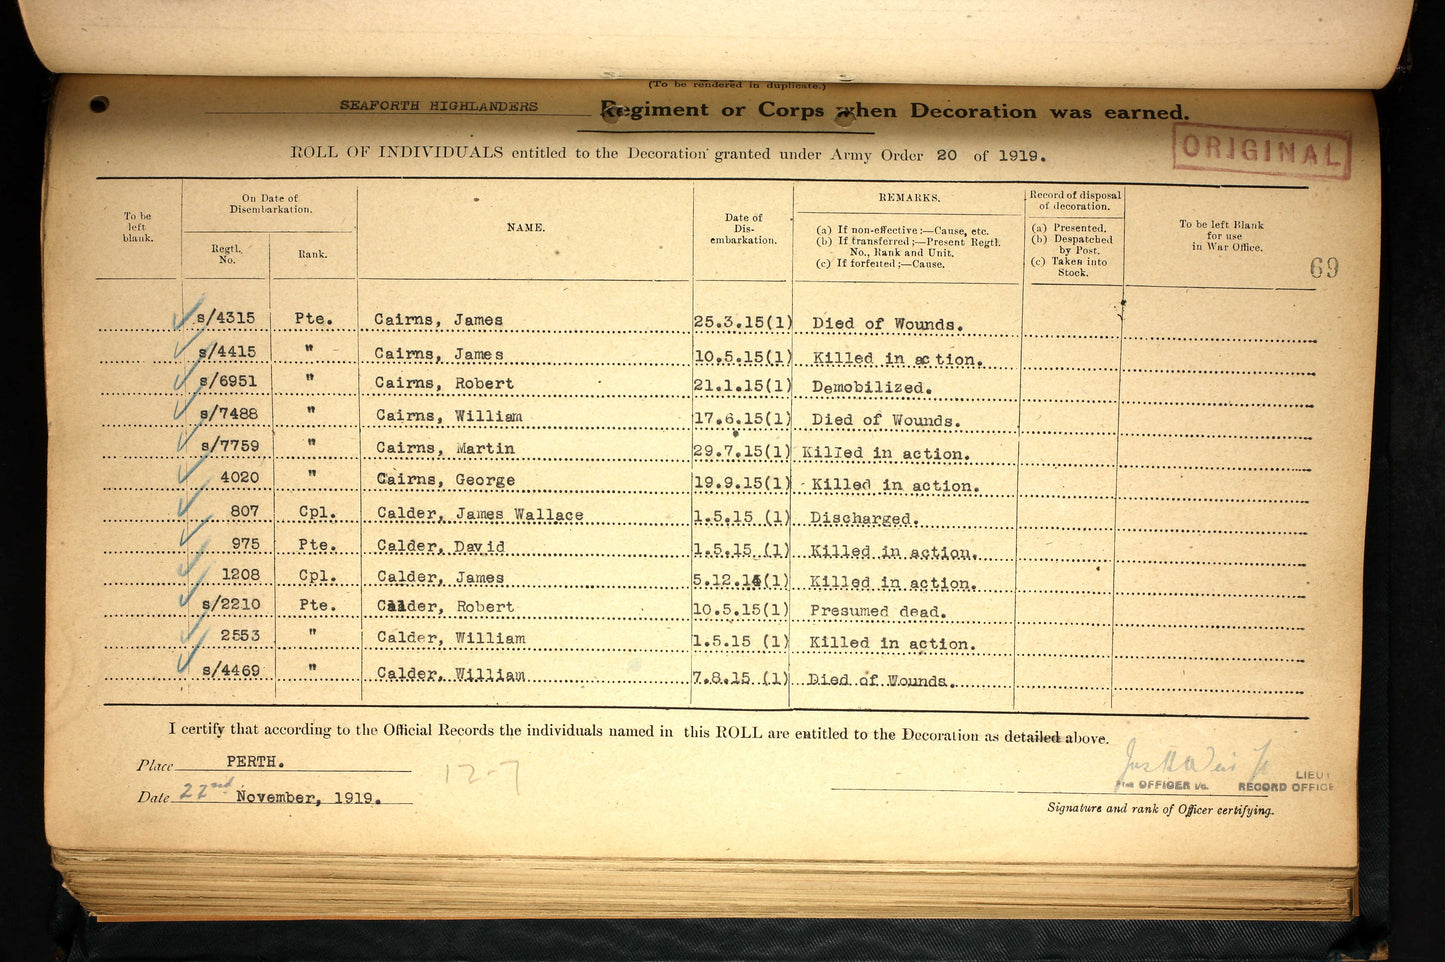 (To be rendered in duplicate.)
SEAFORTH HIGHLANDERS Regiment or Corps when Decoration was earned.
ROLL OF INDIVIDUALS entitled to the Decoration granted under Army Order 20 of 1919.
ORIGINAL
To be left blank.
On Date of Disembarkation.
Regtl. No.
Rank.
NAME.
Date of Dis-embarkation.
REMARKS.
(a) If non-effective :—Cause, etc.
(b) If transferred ;—Present Regtl. No., Rank and Unit.
(c) If forfeited ;—Cause.
Record of disposal of decoration.
(a) Presented.
(b) Despatched by Post.
(c) Taken into Stock.
To be left Blank for use in War Office.
69
s/4315 Pte. Cairns, James 25.3.15(1) Died of Wounds.
s/4415 " Cairns, James 10.5.15(1) Killed in action.
s/6951 " Cairns, Robert 21.1.15(1) Demobilized.
s/7488 " Cairns, William 17.6.15(1) Died of Wounds.
s/7759 " Cairns, Martin 29.7.15(1) Killed in action.
4020 " Cairns, George 19.9.15(1) Killed in action.
807 Cpl. Calder, James Wallace 1.5.15 (1) Discharged.
975 Pte. Calder, David 1.5.15 (1) Killed in action.
1208 Cpl. Calder, James 5.12.14(1) Killed in action.
s/2210 Pte. Calder, Robert 10.5.15(1) Presumed dead.
2553 " Calder, William 1.5.15 (1) Killed in action.
s/4469 " Calder, William 7.8.15 (1) Died of Wounds.
I certify that according to the Official Records the individuals named in this ROLL are entitled to the Decoration as detailed above.
Place PERTH.
12-7
Date 22nd November, 1919.
LIEUT
OFFICER i/c. RECORD OFFICE
Signature and rank of Officer certifying.